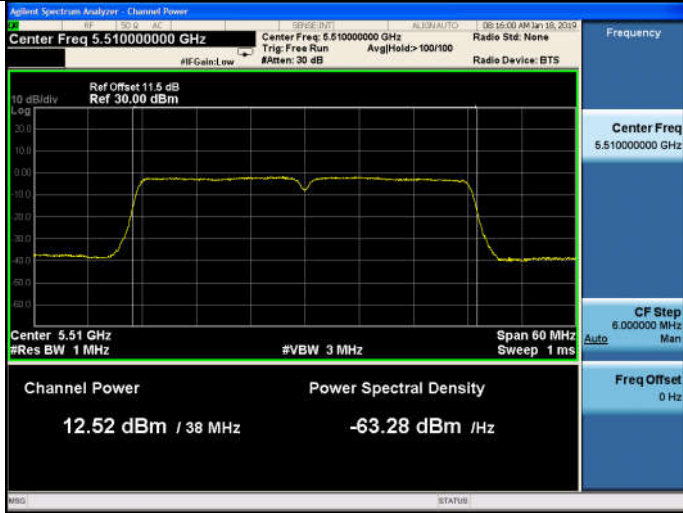 Agilent Spectrum Analyzer - Channel Power
RF 50 Ω AC SENSE:INT ALIGN AUTO 08:16:00 AM Jan 18, 2019
Center Freq 5.510000000 GHz
Center Freq: 5.510000000 GHz
Radio Std: None
Trig: Free Run Avg|Hold:> 100/100
#IFGain:Low #Atten: 30 dB Radio Device: BTS
Frequency
Ref Offset 11.5 dB
10 dB/div Ref 30.00 dBm
Log
20.0
10.0
0.00
-10.0
-20.0
-30.0
-40.0
-50.0
-60.0
Center 5.51 GHz Span 60 MHz
#Res BW 1 MHz #VBW 3 MHz Sweep 1 ms
Center Freq
5.510000000 GHz
CF Step
6.000000 MHz
Auto Man
Freq Offset
0 Hz
Channel Power Power Spectral Density
12.52 dBm / 38 MHz -63.28 dBm /Hz
MSG STATUS